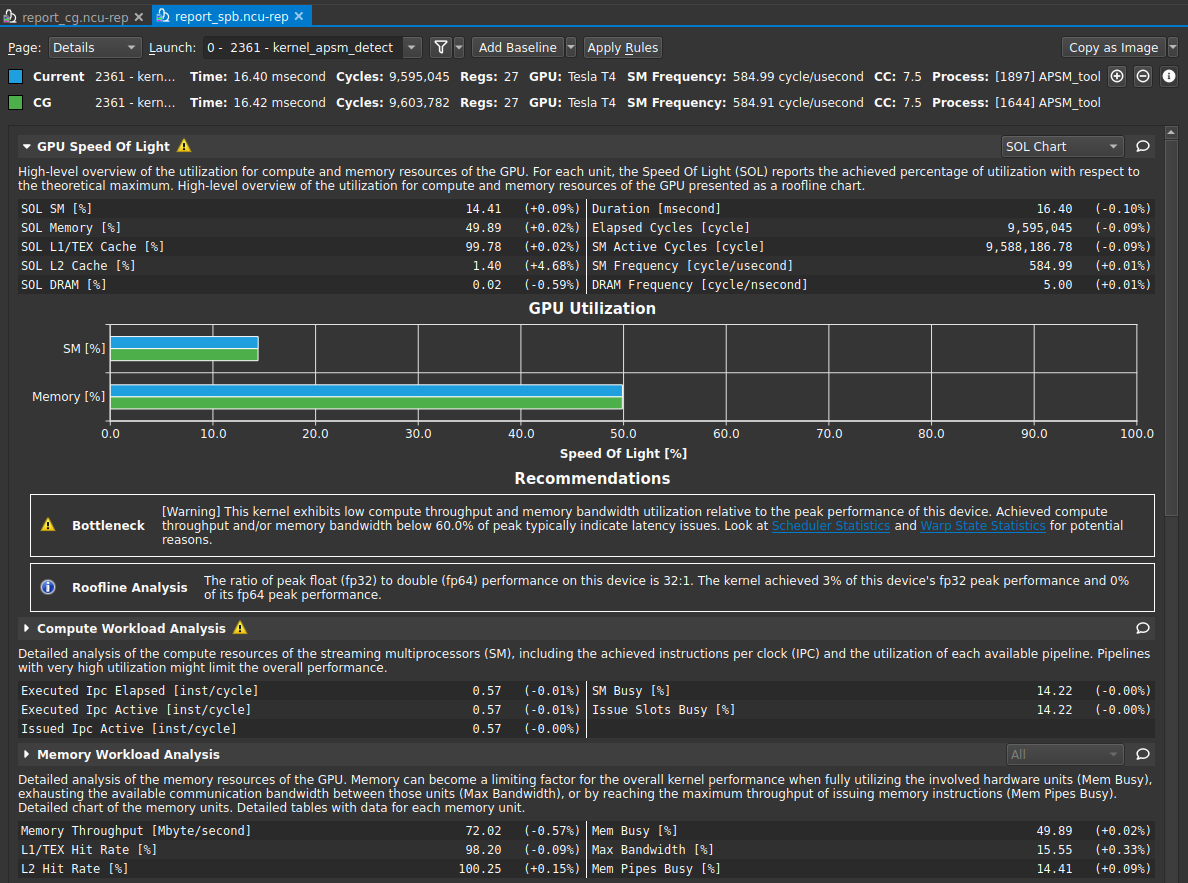 report_cg.ncu-rep
report_spb.ncu-rep
Page: Details Launch: 0 - 2361 - kernel_apsm_detect Add Baseline Apply Rules Copy as Image
Current 2361 - kern... Time: 16.40 msecond Cycles: 9,595,045 Regs: 27 GPU: Tesla T4 SM Frequency: 584.99 cycle/usecond CC: 7.5 Process: [1897] APSM_tool
CG 2361 - kern... Time: 16.42 msecond Cycles: 9,603,782 Regs: 27 GPU: Tesla T4 SM Frequency: 584.91 cycle/usecond CC: 7.5 Process: [1644] APSM_tool
GPU Speed Of Light SOL Chart
High-level overview of the utilization for compute and memory resources of the GPU. For each unit, the Speed Of Light (SOL) reports the achieved percentage of utilization with respect to
the theoretical maximum. High-level overview of the utilization for compute and memory resources of the GPU presented as a roofline chart.
SOL SM [%] 14.41 (+0.09%) Duration [msecond] 16.40 (-0.10%)
SOL Memory [%] 49.89 (+0.02%) Elapsed Cycles [cycle] 9,595,045 (-0.09%)
SOL L1/TEX Cache [%] 99.78 (+0.02%) SM Active Cycles [cycle] 9,588,186.78 (-0.09%)
SOL L2 Cache [%] 1.40 (+4.68%) SM Frequency [cycle/usecond] 584.99 (+0.01%)
SOL DRAM [%] 0.02 (-0.59%) DRAM Frequency [cycle/nsecond] 5.00 (+0.01%)
GPU Utilization
SM [%]
Memory [%]
0.0 10.0 20.0 30.0 40.0 50.0 60.0 70.0 80.0 90.0 100.0
Speed Of Light [%]
Recommendations
Bottleneck
[Warning] This kernel exhibits low compute throughput and memory bandwidth utilization relative to the peak performance of this device. Achieved compute
throughput and/or memory bandwidth below 60.0% of peak typically indicate latency issues. Look at Scheduler Statistics and Warp State Statistics for potential
reasons.
Roofline Analysis
The ratio of peak float (fp32) to double (fp64) performance on this device is 32:1. The kernel achieved 3% of this device's fp32 peak performance and 0%
of its fp64 peak performance.
Compute Workload Analysis
Detailed analysis of the compute resources of the streaming multiprocessors (SM), including the achieved instructions per clock (IPC) and the utilization of each available pipeline. Pipelines
with very high utilization might limit the overall performance.
Executed Ipc Elapsed [inst/cycle] 0.57 (-0.01%) SM Busy [%] 14.22 (-0.00%)
Executed Ipc Active [inst/cycle] 0.57 (-0.01%) Issue Slots Busy [%] 14.22 (-0.00%)
Issued Ipc Active [inst/cycle] 0.57 (-0.00%)
Memory Workload Analysis All
Detailed analysis of the memory resources of the GPU. Memory can become a limiting factor for the overall kernel performance when fully utilizing the involved hardware units (Mem Busy),
exhausting the available communication bandwidth between those units (Max Bandwidth), or by reaching the maximum throughput of issuing memory instructions (Mem Pipes Busy).
Detailed chart of the memory units. Detailed tables with data for each memory unit.
Memory Throughput [Mbyte/second] 72.02 (-0.57%) Mem Busy [%] 49.89 (+0.02%)
L1/TEX Hit Rate [%] 98.20 (-0.09%) Max Bandwidth [%] 15.55 (+0.33%)
L2 Hit Rate [%] 100.25 (+0.15%) Mem Pipes Busy [%] 14.41 (+0.09%)